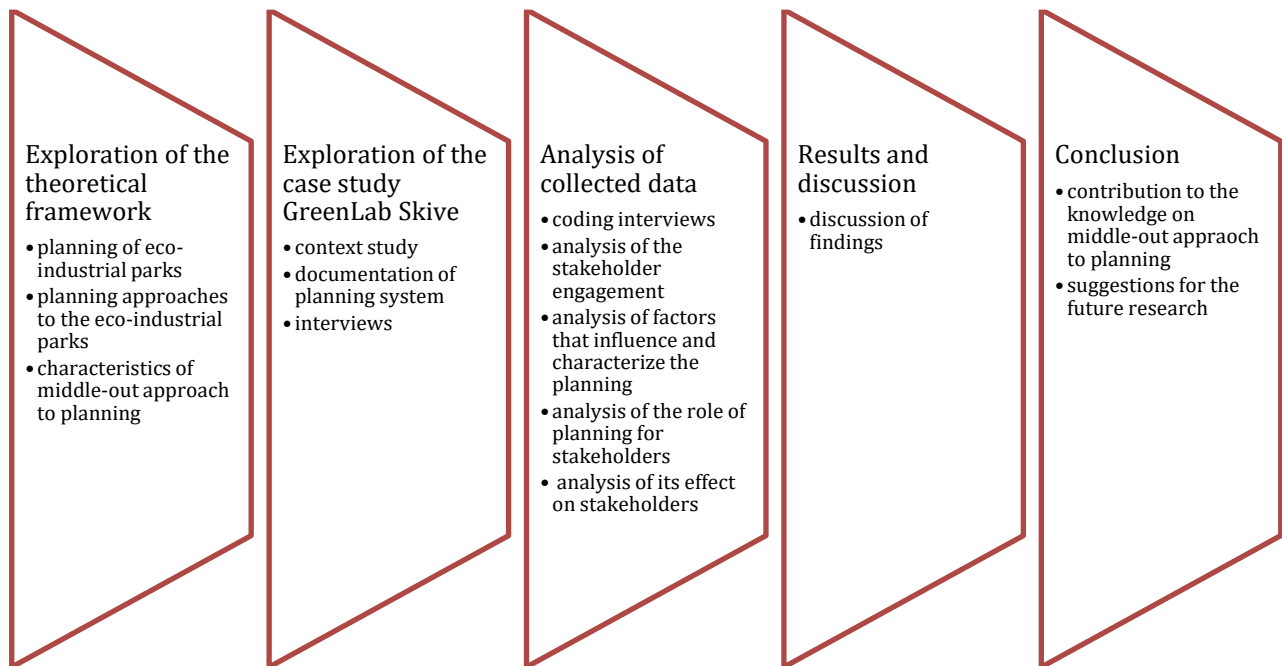 Exploration of the
theoretical
framework
• planning of eco-
industrial parks
• planning approaches
to the eco-industrial
parks
• characteristics of
middle-out approach
to planning
Exploration of the
case study
GreenLab Skive
• context study
• documentation of
planning system
• interviews
Analysis of
collected data
• coding interviews
• analysis of the
stakeholder
engagement
• analysis of factors
that influence and
characterize the
planning
• analysis of the role of
planning for
stakeholders
• analysis of its effect
on stakeholders
Results and
discussion
• discussion of
findings
Conclusion
• contribution to the
knowledge on
middle-out appraoch
to planning
• suggestions for the
future research